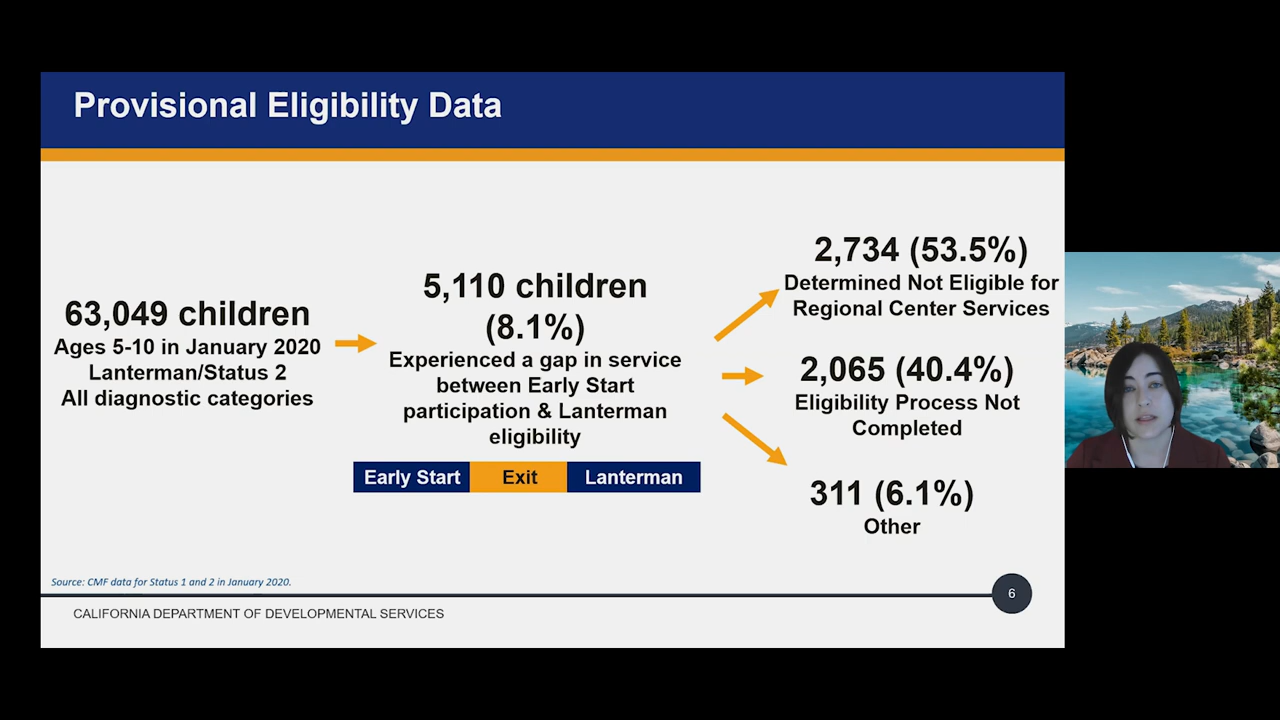 Provisional Eligibility Data
63,049 children
Ages 5-10 in January 2020
Lanterman/Status 2
All diagnostic categories
5,110 children
(8.1%)
Experienced a gap in service
between Early Start
participation & Lanterman
eligibility
Early Start Exit Lanterman
2,734 (53.5%)
Determined Not Eligible for
Regional Center Services
2,065 (40.4%)
Eligibility Process Not
Completed
311 (6.1%)
Other
Source: CMF data for Status 1 and 2 in January 2020.
6
CALIFORNIA DEPARTMENT OF DEVELOPMENTAL SERVICES